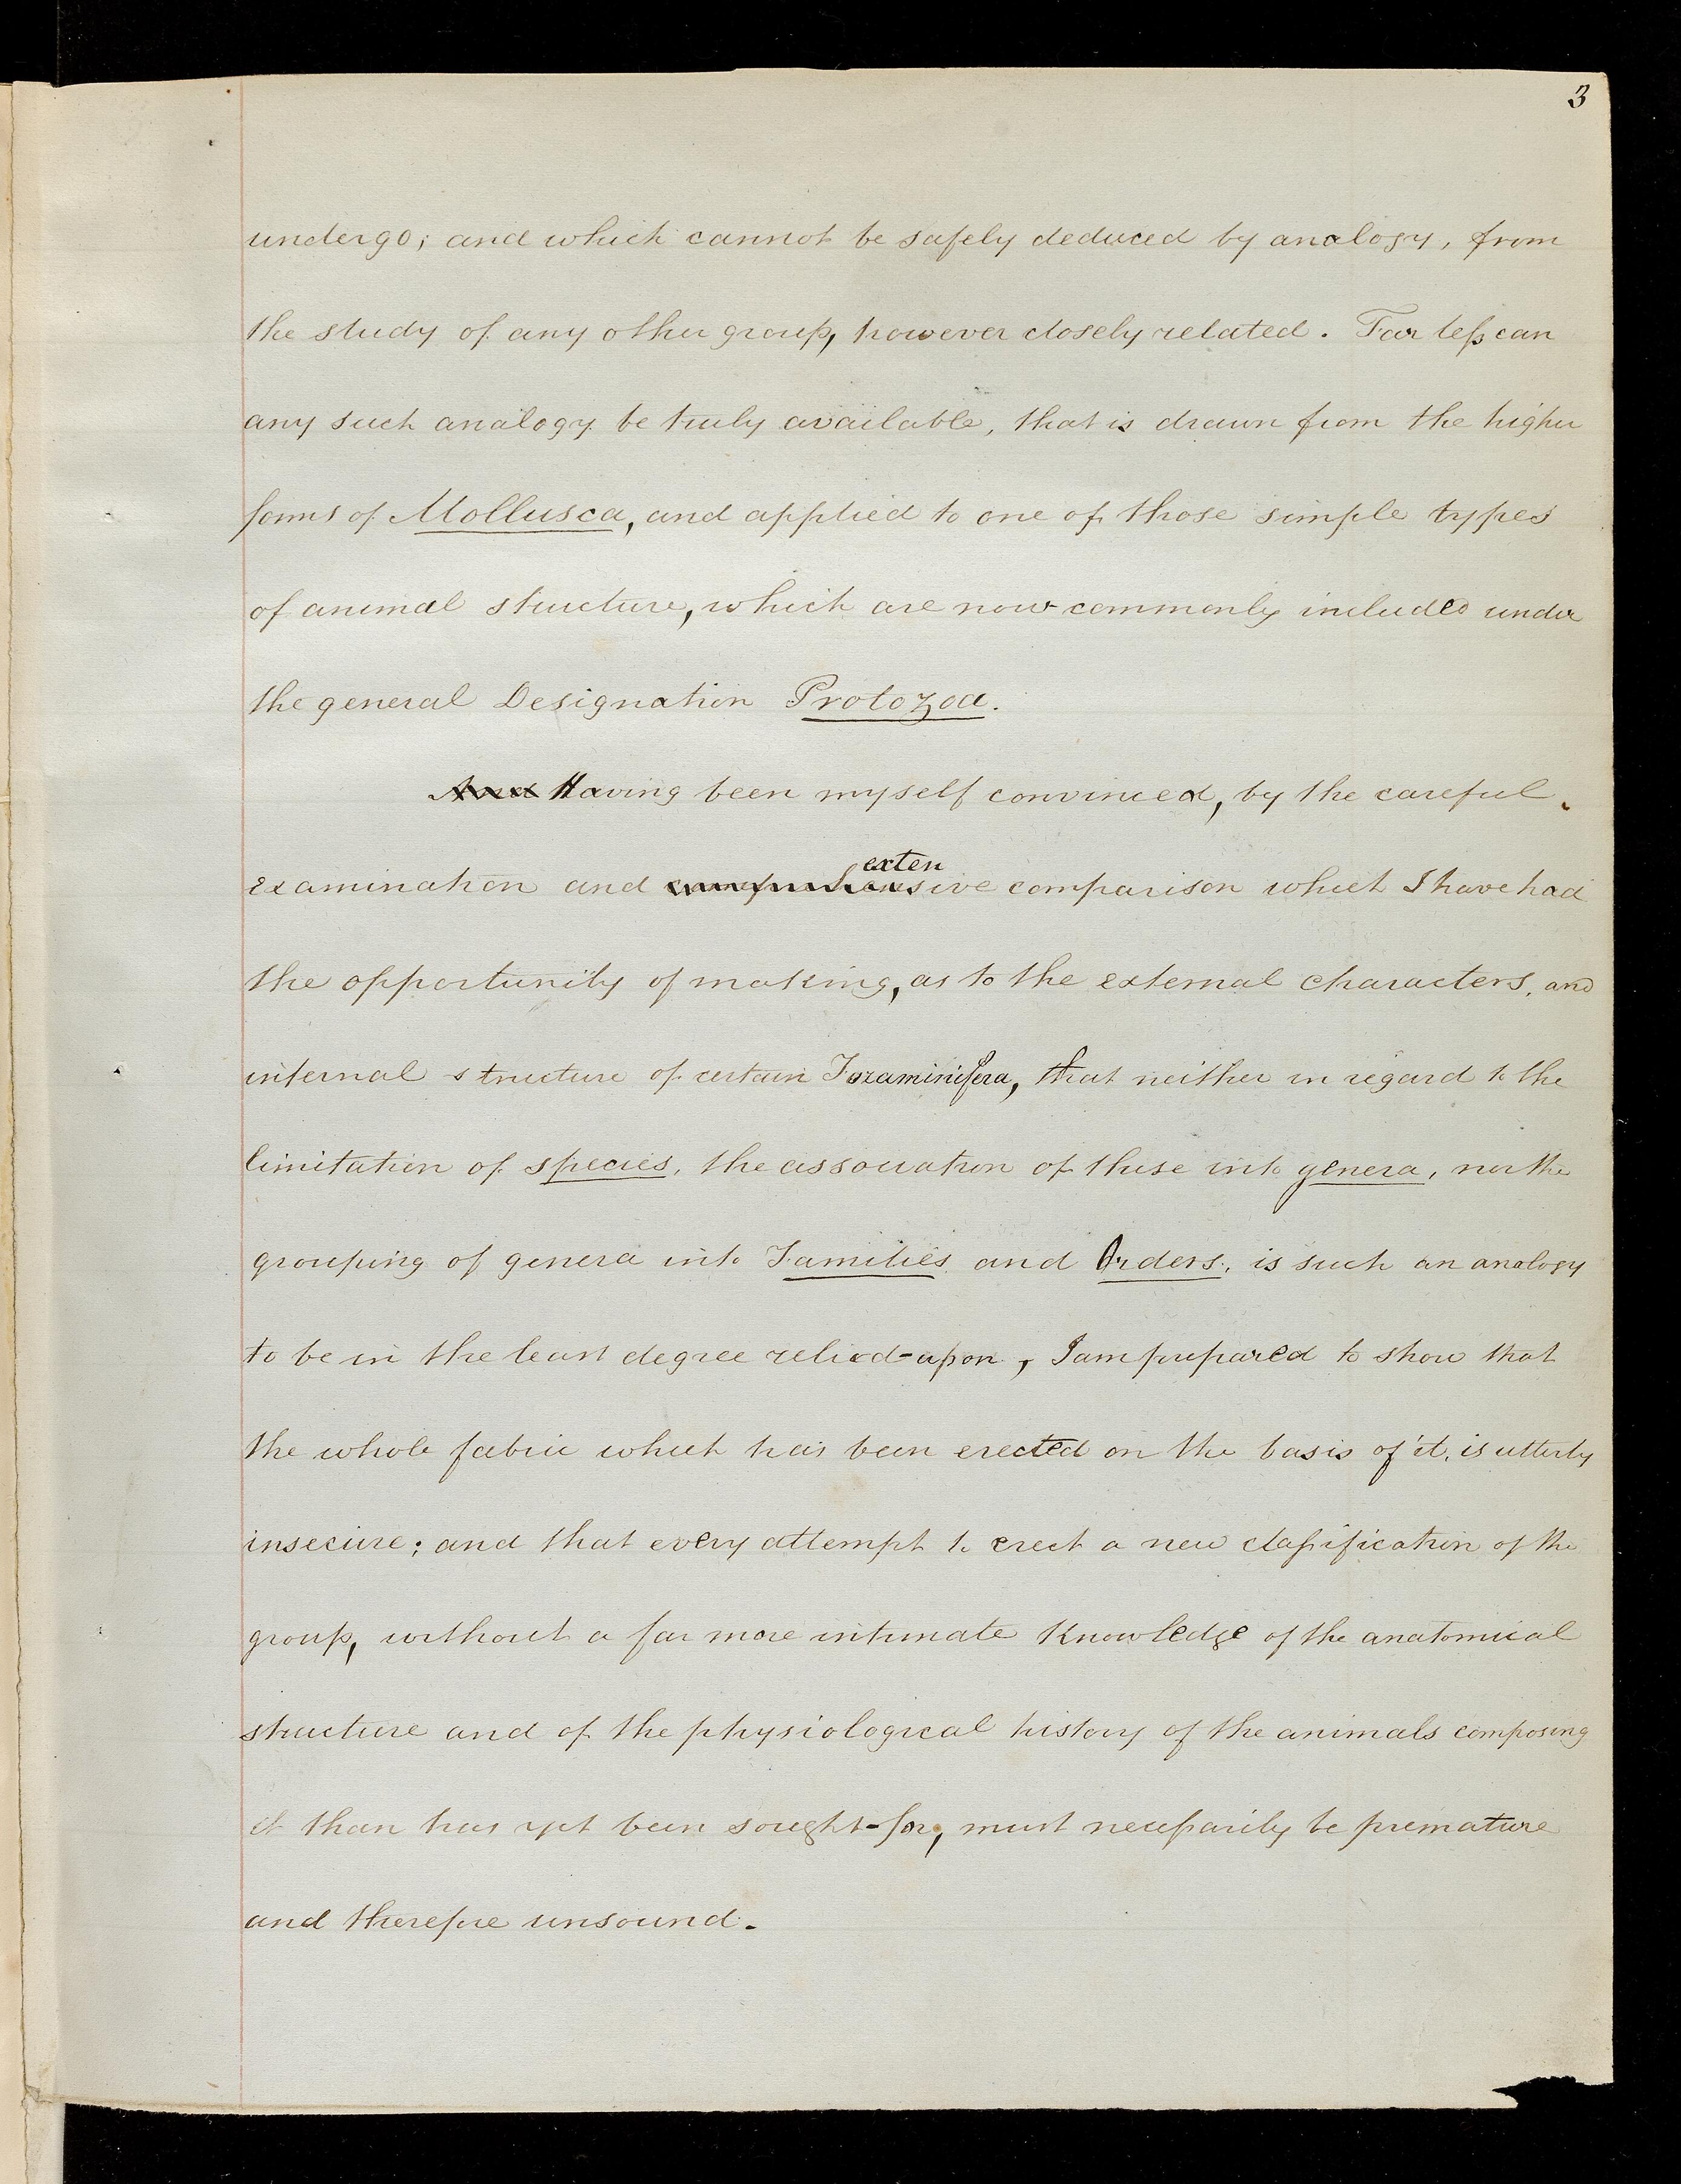 3
undergo; and which cannot be safely deduced by analogy, from
the study of any other group, however closely related. Far less can
any such analogy be truly available, that is drawn from the higher
forms of Mollusca, and applied to one of those simple types
of animal structure, which are now commonly included under
the general Designation Protozoa.
And Having been myself convinced, by the careful
exten
examination and comprehensive comparison which I have had
the opportunity of making, as to the external characters, and
internal structure of certain Foraminifera, that neither in regard to the
limitation of species, the association of these into genera, nor the
grouping of genera into Families and Orders, is such an analogy
to be in the least degree relied-upon, I am prepared to show that
the whole fabric which has been erected on the basis of it, is utterly
insecure; and that every attempt to erect a new classification of the
group, without a far more intimate Knowledge of the anatomical
structure and of the physiological history of the animals composing
it than has yet been sought-for, must necessarily be premature
and therefore unsound.